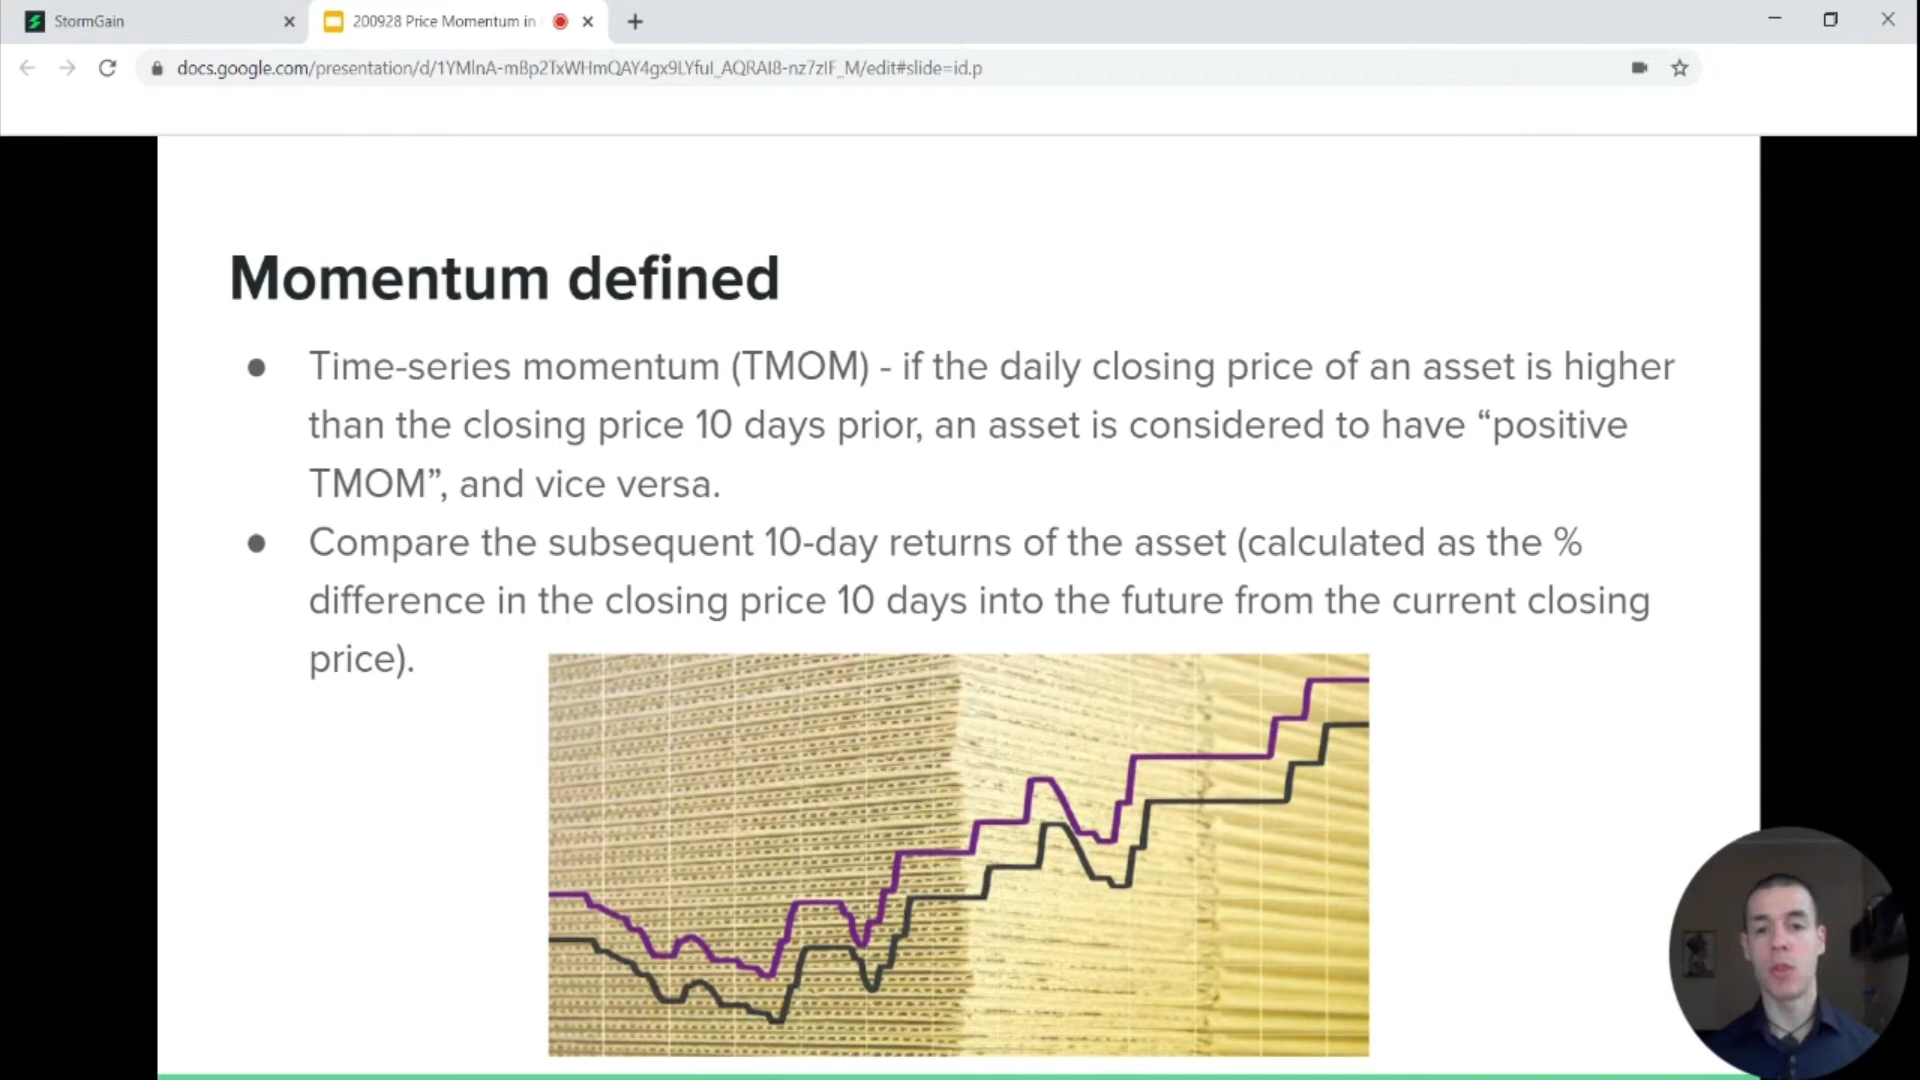 StormGain
200928 Price Momentum in
docs.google.com/presentation/d/1YMlnA-mBp2TxWHmQAY4gx9LYfuI_AQRAI8-nz7zIF_M/edit#slide=id.p
Momentum defined
● Time-series momentum (TMOM) - if the daily closing price of an asset is higher
than the closing price 10 days prior, an asset is considered to have “positive
TMOM”, and vice versa.
● Compare the subsequent 10-day returns of the asset (calculated as the %
difference in the closing price 10 days into the future from the current closing
price).